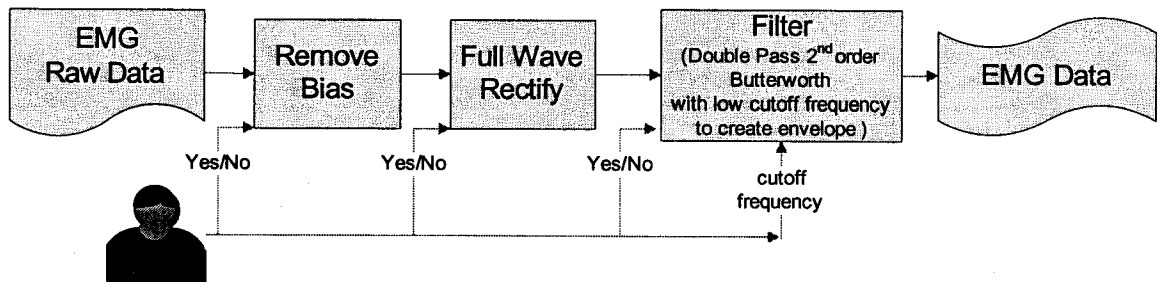 EMG
Raw Data
Remove
Bias
Full Wave
Rectify
Filter
(Double Pass 2nd order
Butterworth
with low cutoff frequency
to create envelope )
EMG Data
Yes/No
Yes/No
Yes/No
cutoff
frequency